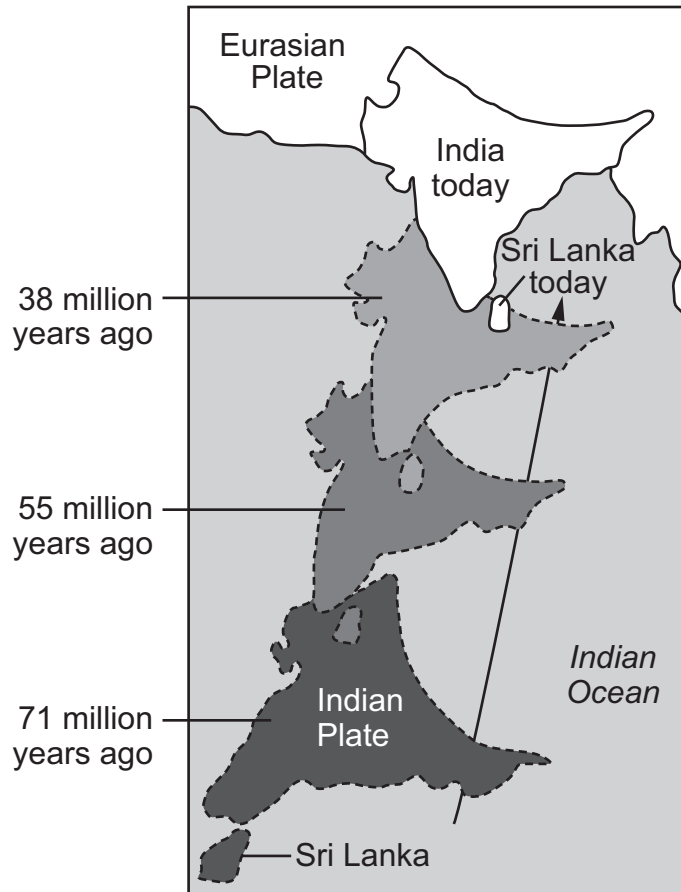 Eurasian
Plate
India
today
Sri Lanka
today
38 million
years ago
55 million
years ago
Indian
Ocean
Indian
Plate
71 million
years ago
Sri Lanka